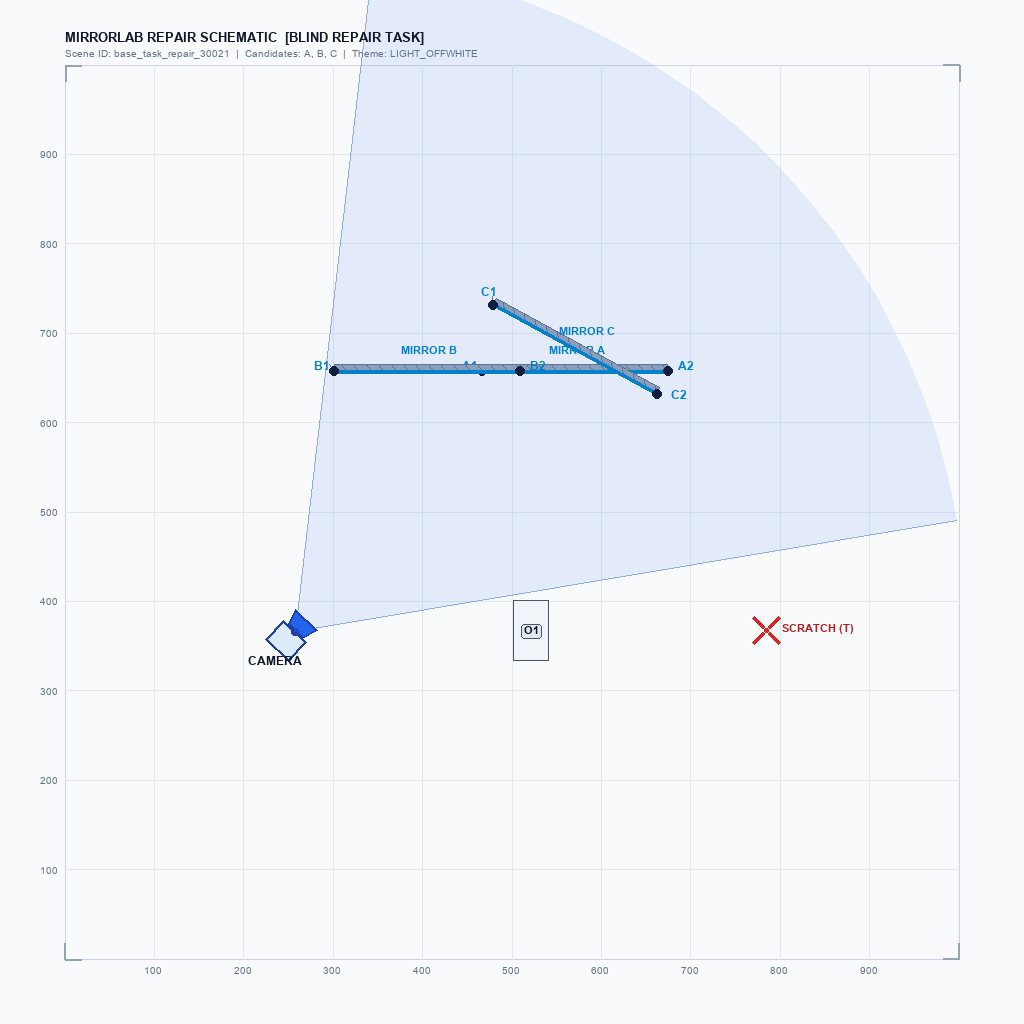 MIRRORLAB REPAIR SCHEMATIC [BLIND REPAIR TASK]
Scene ID: base_task_repair_30021 | Candidates: A, B, C | Theme: LIGHT_OFFWHITE
900
800
C1
700
MIRROR C
MIRROR B
MIRROR A
B1
A1
B2
A2
C2
600
500
400
O1
SCRATCH (T)
CAMERA
300
200
100
100 200 300 400 500 600 700 800 900